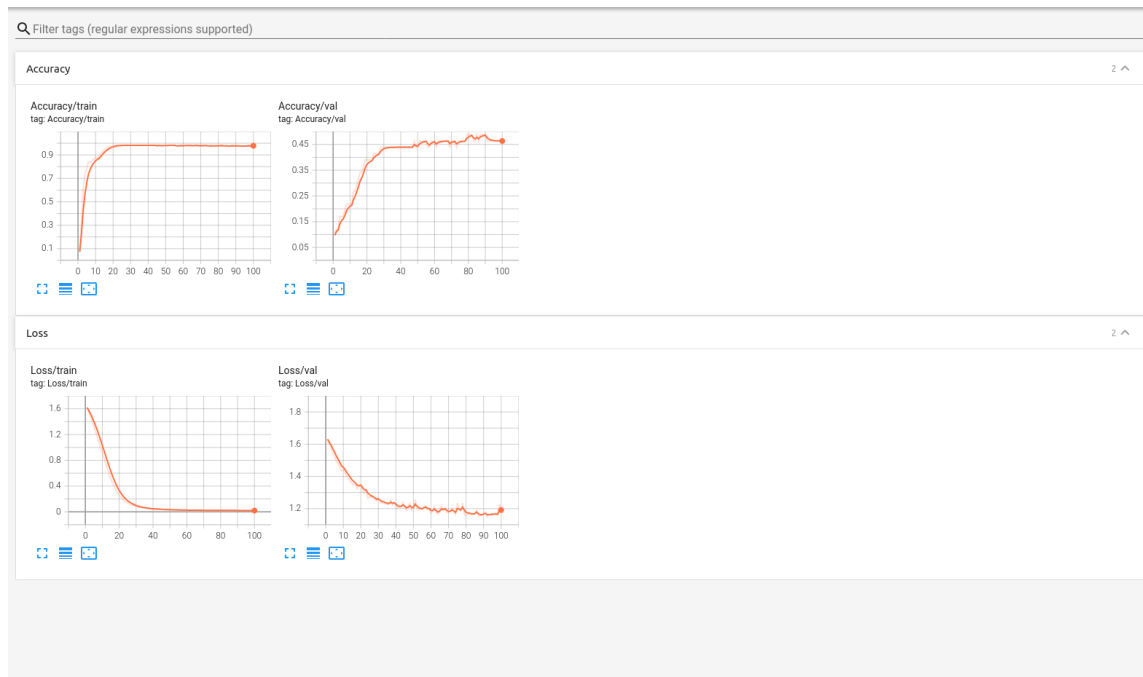 Filter tags (regular expressions supported)
Accuracy
2
Accuracy/train
tag: Accuracy/train
0.9
0.7
0.5
0.3
0.1
0 10 20 30 40 50 60 70 80 90 100
Accuracy/val
tag: Accuracy/val
0.45
0.35
0.25
0.15
0.05
0 20 40 60 80 100
Loss
2
Loss/train
tag: Loss/train
1.6
1.2
0.8
0.4
0
0 20 40 60 80 100
Loss/val
tag: Loss/val
1.8
1.6
1.4
1.2
0 10 20 30 40 50 60 70 80 90 100